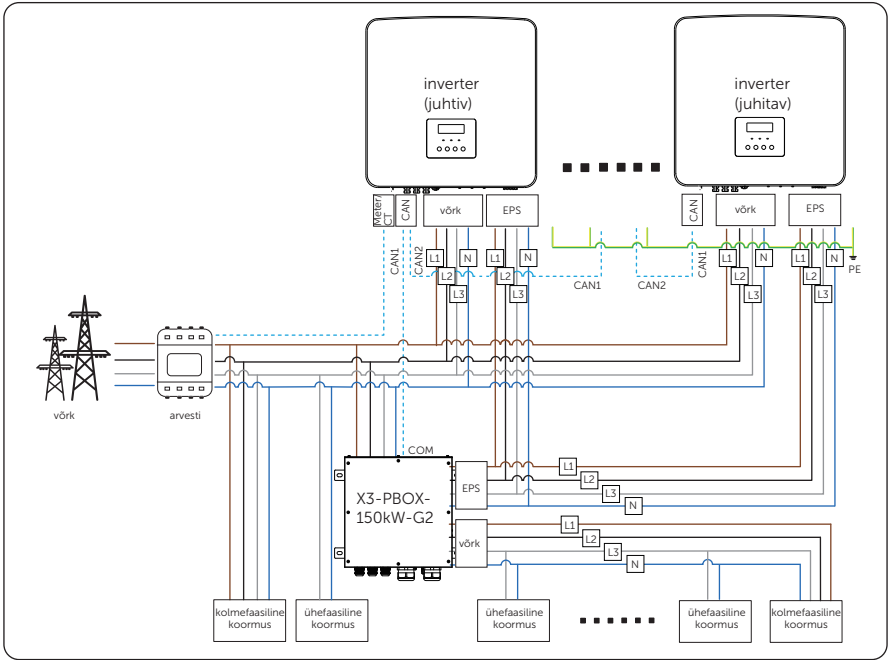 inverter
(juhtiv)
inverter
(juhitav)
Meter/
CT
CAN
võrk
EPS
CAN
võrk
EPS
CAN1
CAN2
L1
L2
L3
N
L1
L2
L3
N
CAN1
CAN2
CAN1
L1
L2
L3
N
L1
L2
L3
N
PE
võrk
arvesti
COM
X3-PBOX-
150kW-G2
EPS
võrk
L1
L2
L3
N
L1
L2
L3
N
kolmefaasiline
koormus
ühefaasiline
koormus
ühefaasiline
koormus
ühefaasiline
koormus
kolmefaasiline
koormus